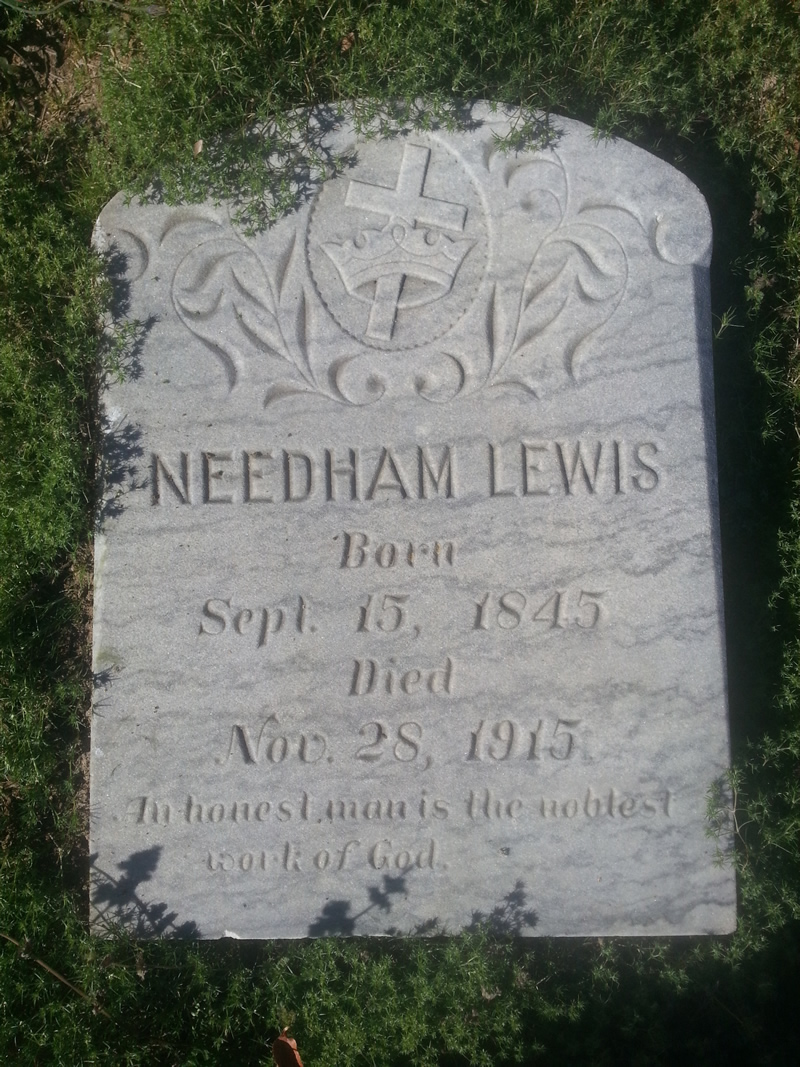 NEEDHAM LEWIS
Born
Sept. 15, 1845
Died
Nov. 28, 1915.
An honest man is the noblest
work of God.